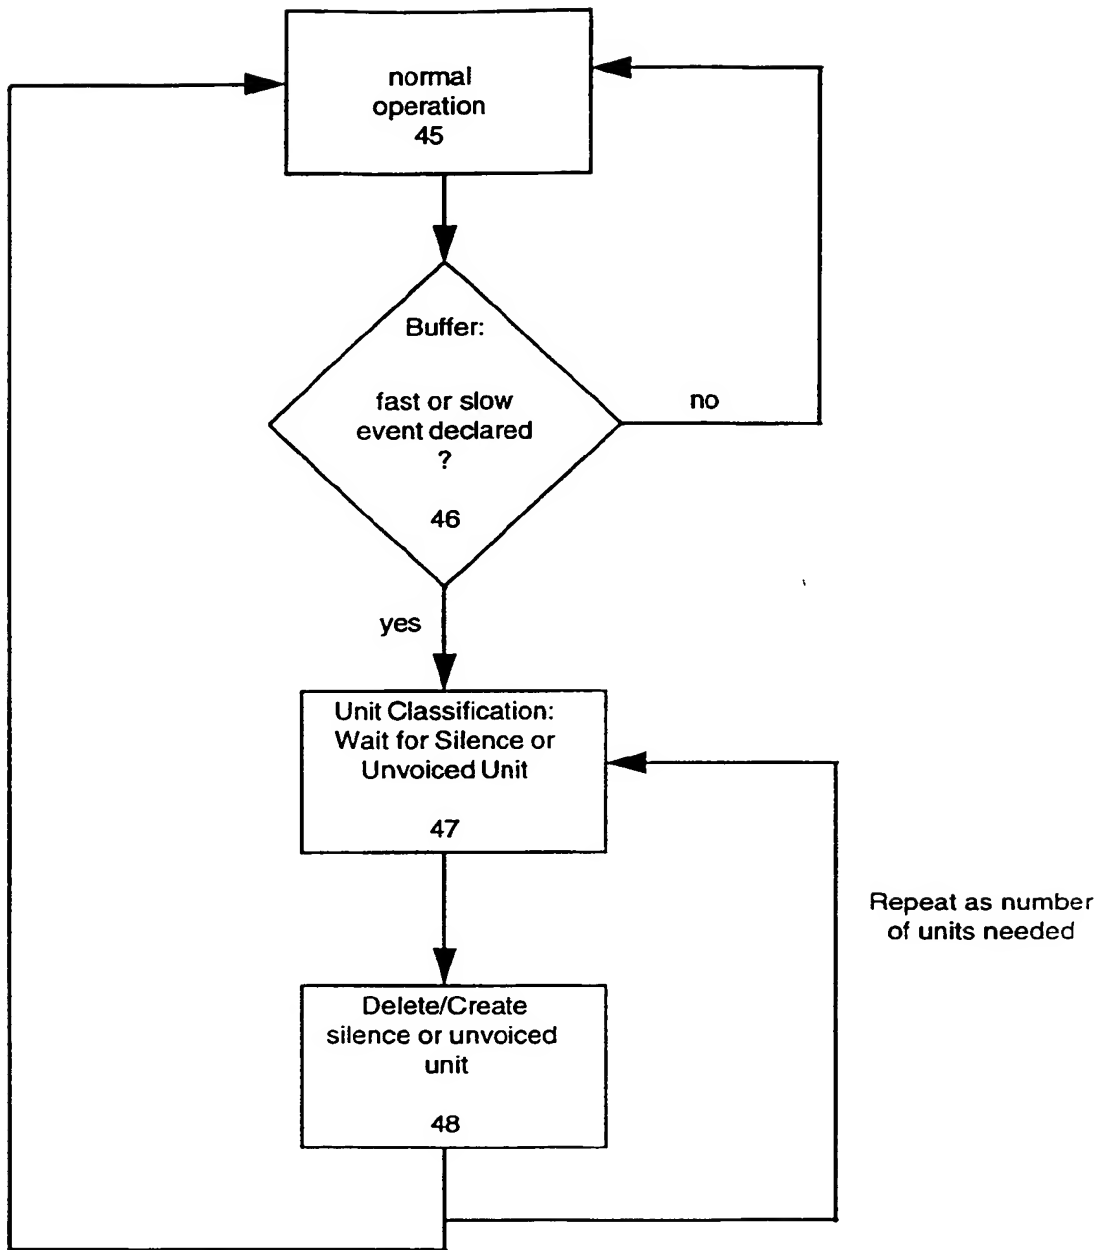 normal
operation
45
Buffer:
fast or slow
event declared
?
46
no
yes
Unit Classification:
Wait for Silence or
Unvoiced Unit
47
Repeat as number
of units needed
Delete/Create
silence or unvoiced
unit
48